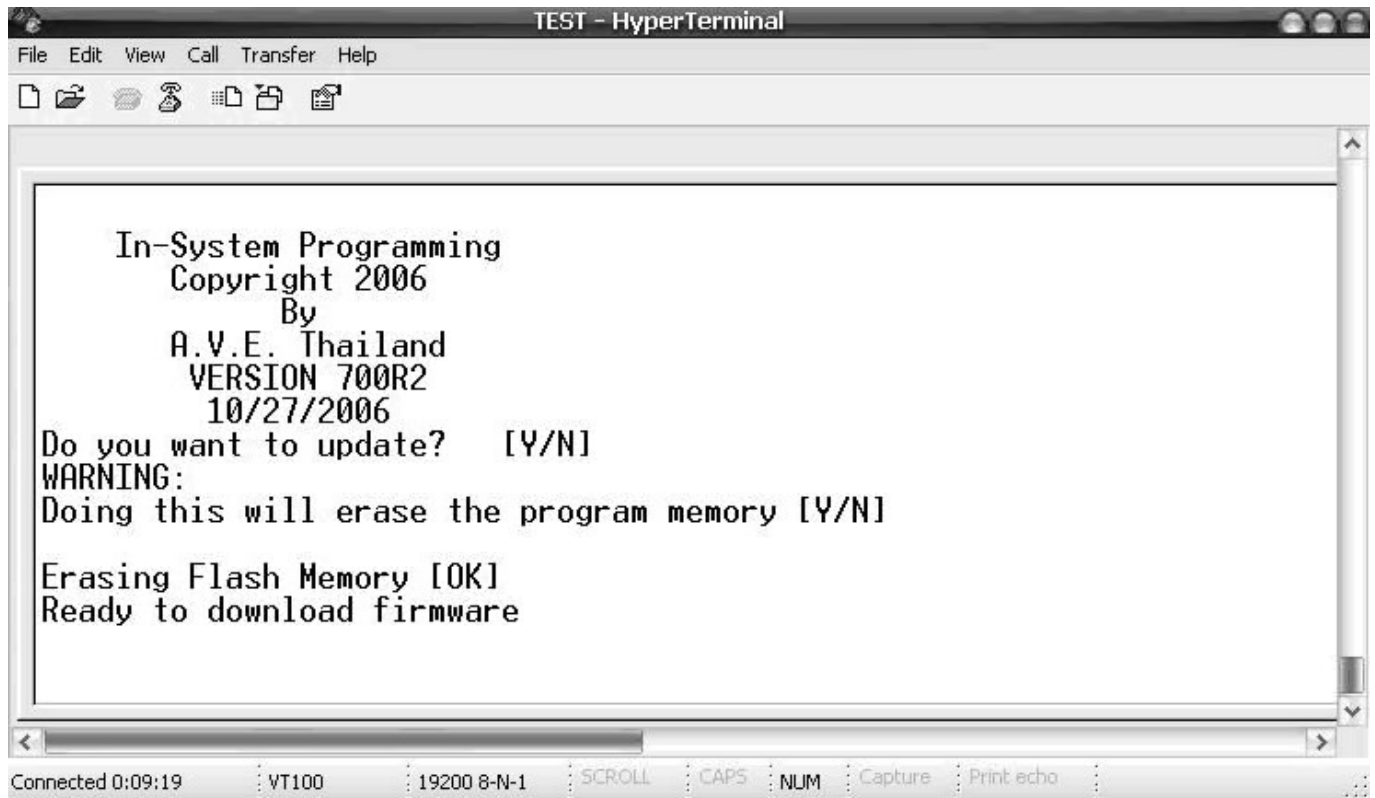 TEST - HyperTerminal
File Edit View Call Transfer Help
In-System Programming
Copyright 2006
By
A.V.E. Thailand
VERSION 700R2
10/27/2006
Do you want to update? [Y/N]
WARNING:
Doing this will erase the program memory [Y/N]
Erasing Flash Memory [OK]
Ready to download firmware
Connected 0:09:19 VT100 19200 8-N-1 SCROLL CAPS NUM Capture Print echo